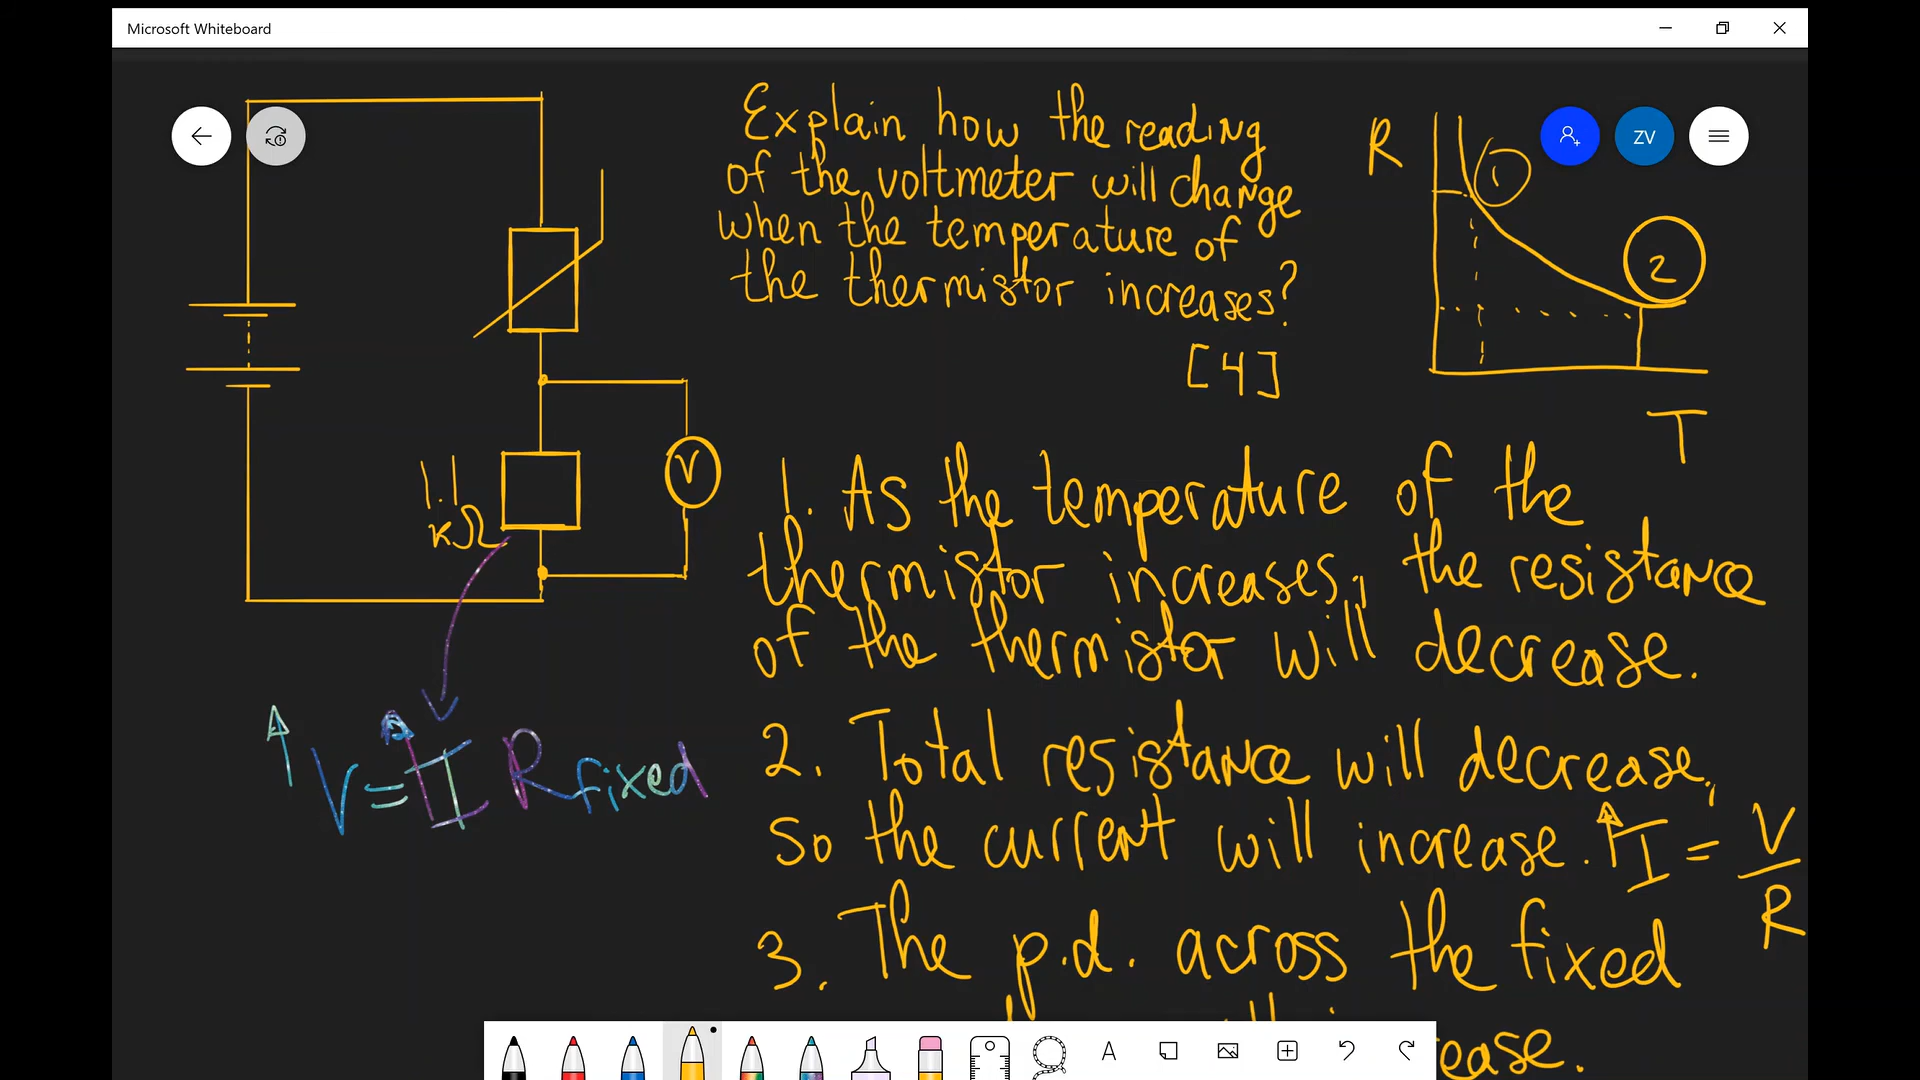 Microsoft Whiteboard
Explain how the reading
of the voltmeter will change
when the temperature of
the thermistor increases?
[4]
R
1
2
T
ZV
V
1.1
kΩ
V = I R fixed
1. As the temperature of the
thermistor increases, the resistance
of the thermistor will decrease.
2. Total resistance will decrease,
so the current will increase. I = V
R
3. The p.d. across the fixed
ease.
A